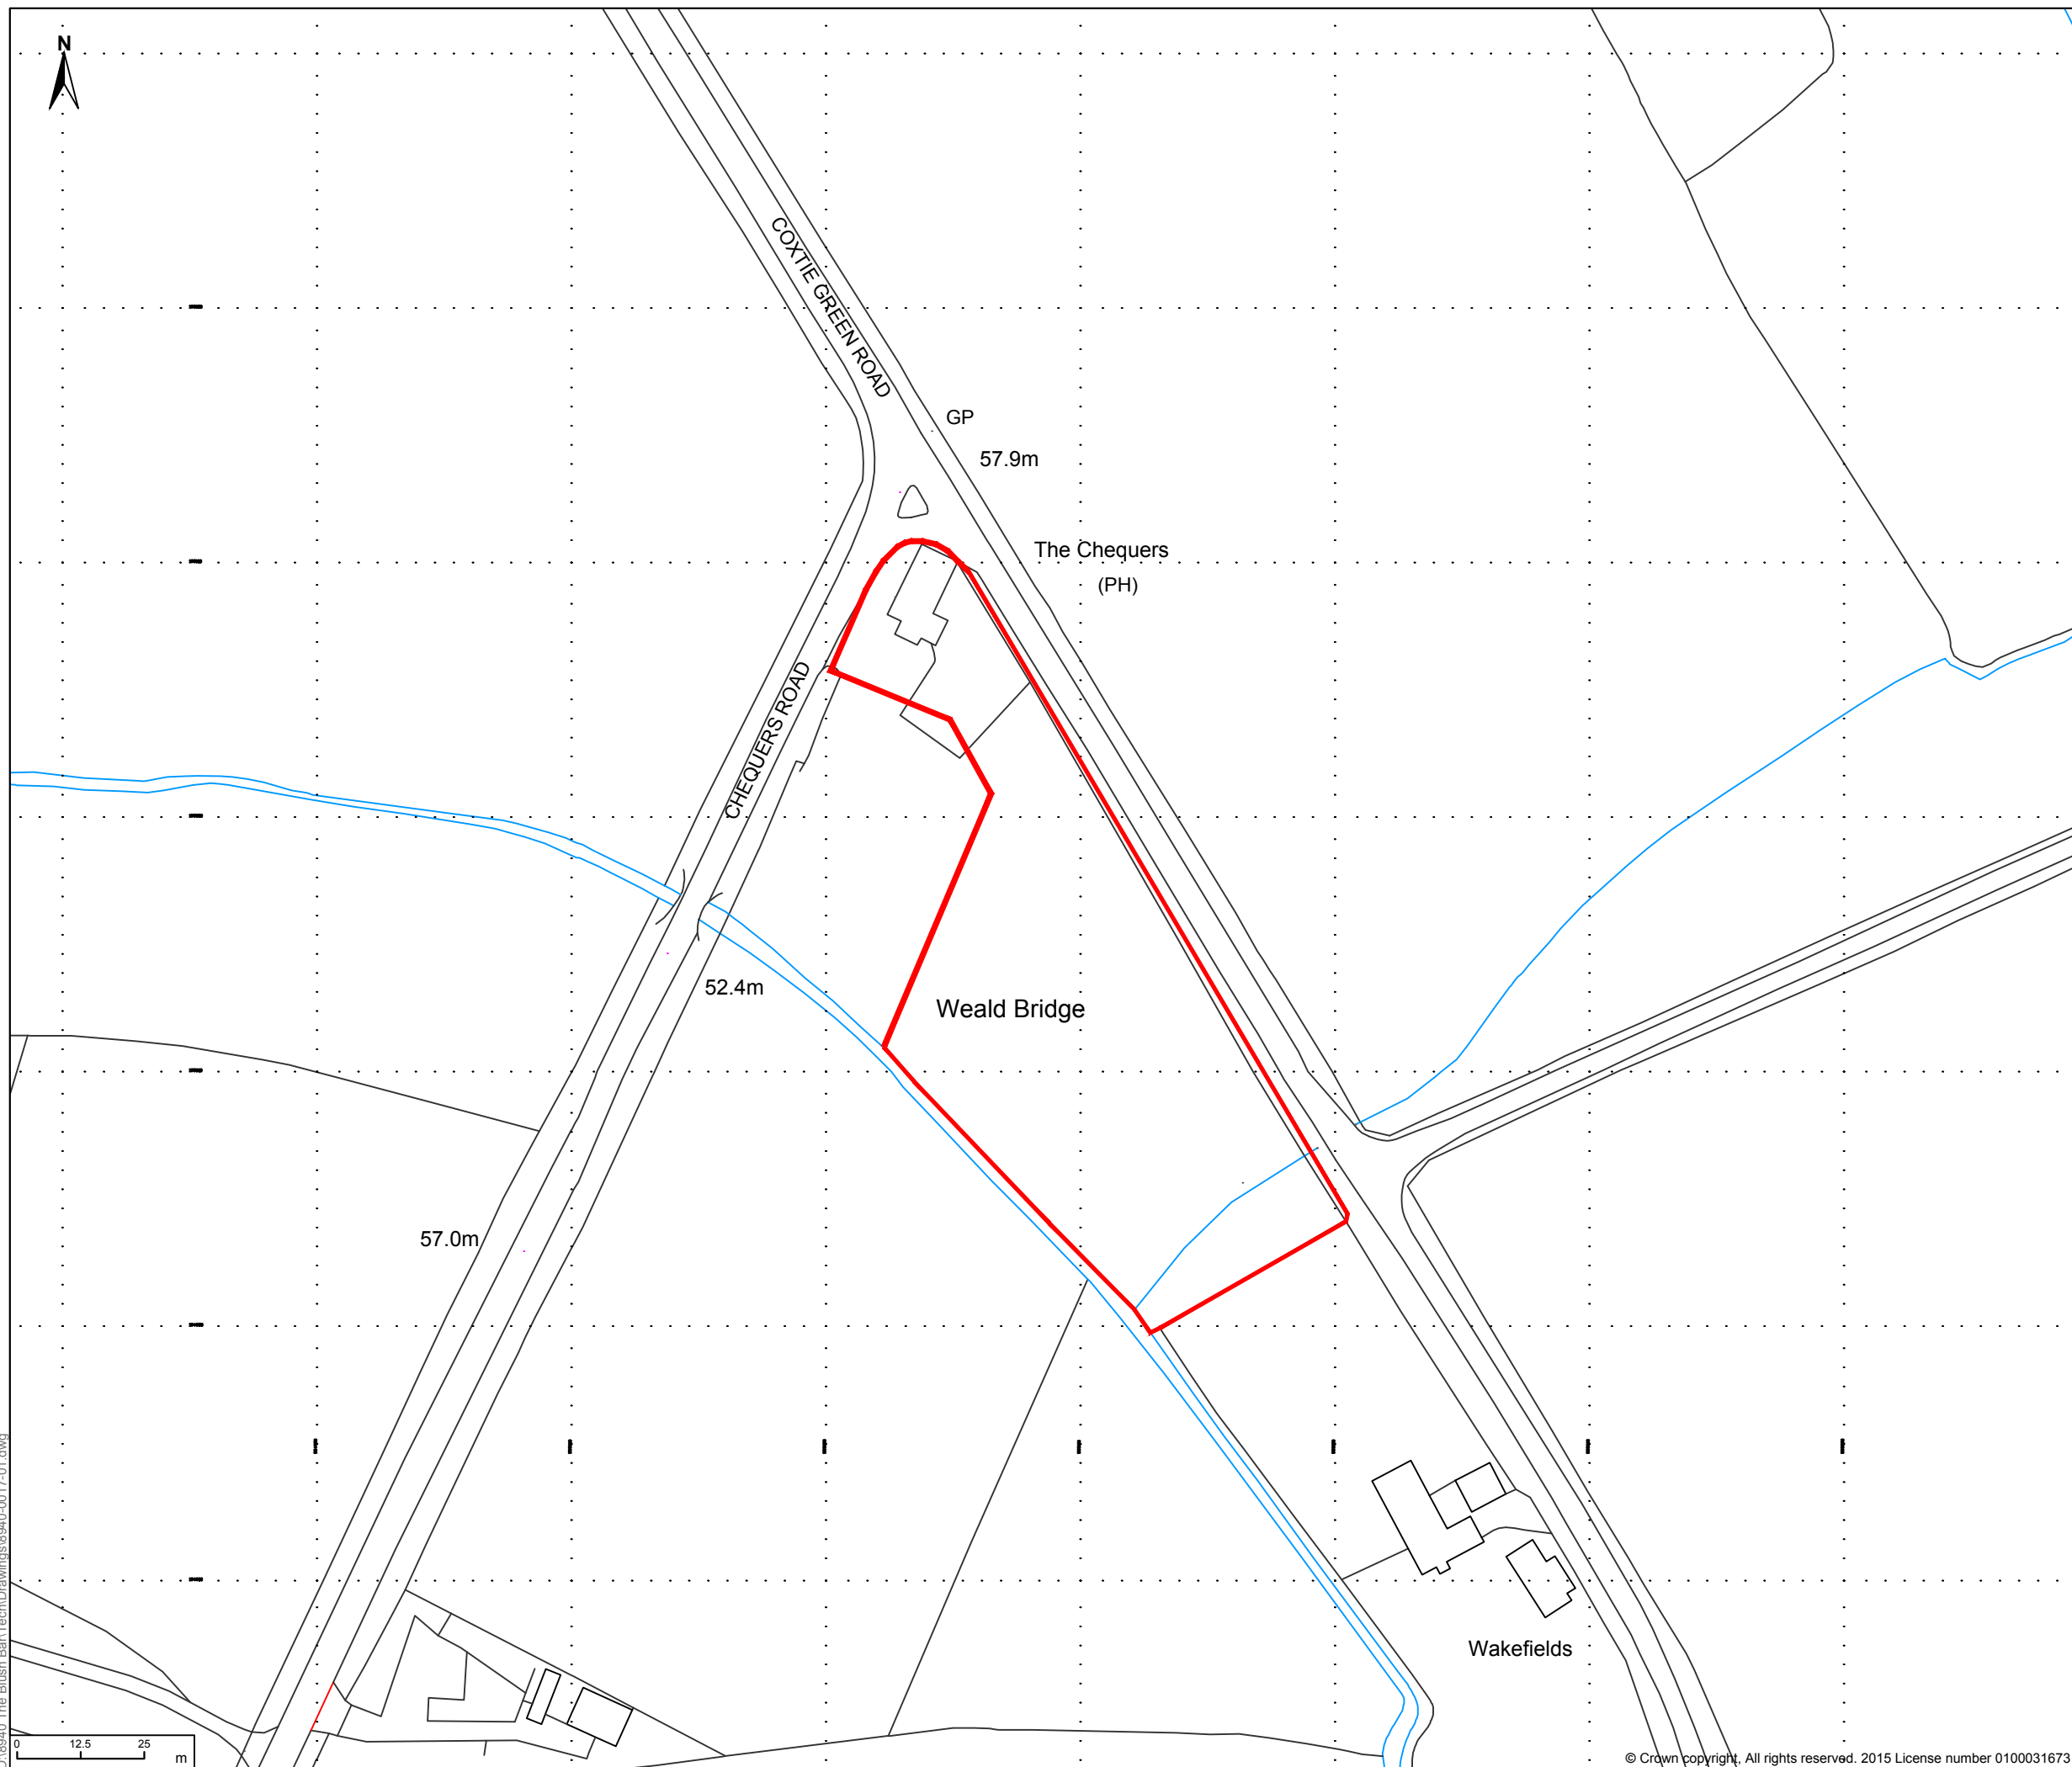 N
COXTIE GREEN ROAD
GP
57.9m
The Chequers
(PH)
CHEQUERS ROAD
52.4m
Weald Bridge
57.0m
Wakefields
0 12.5 25
m
© Crown copyright, All rights reserved. 2015 License number 0100031673